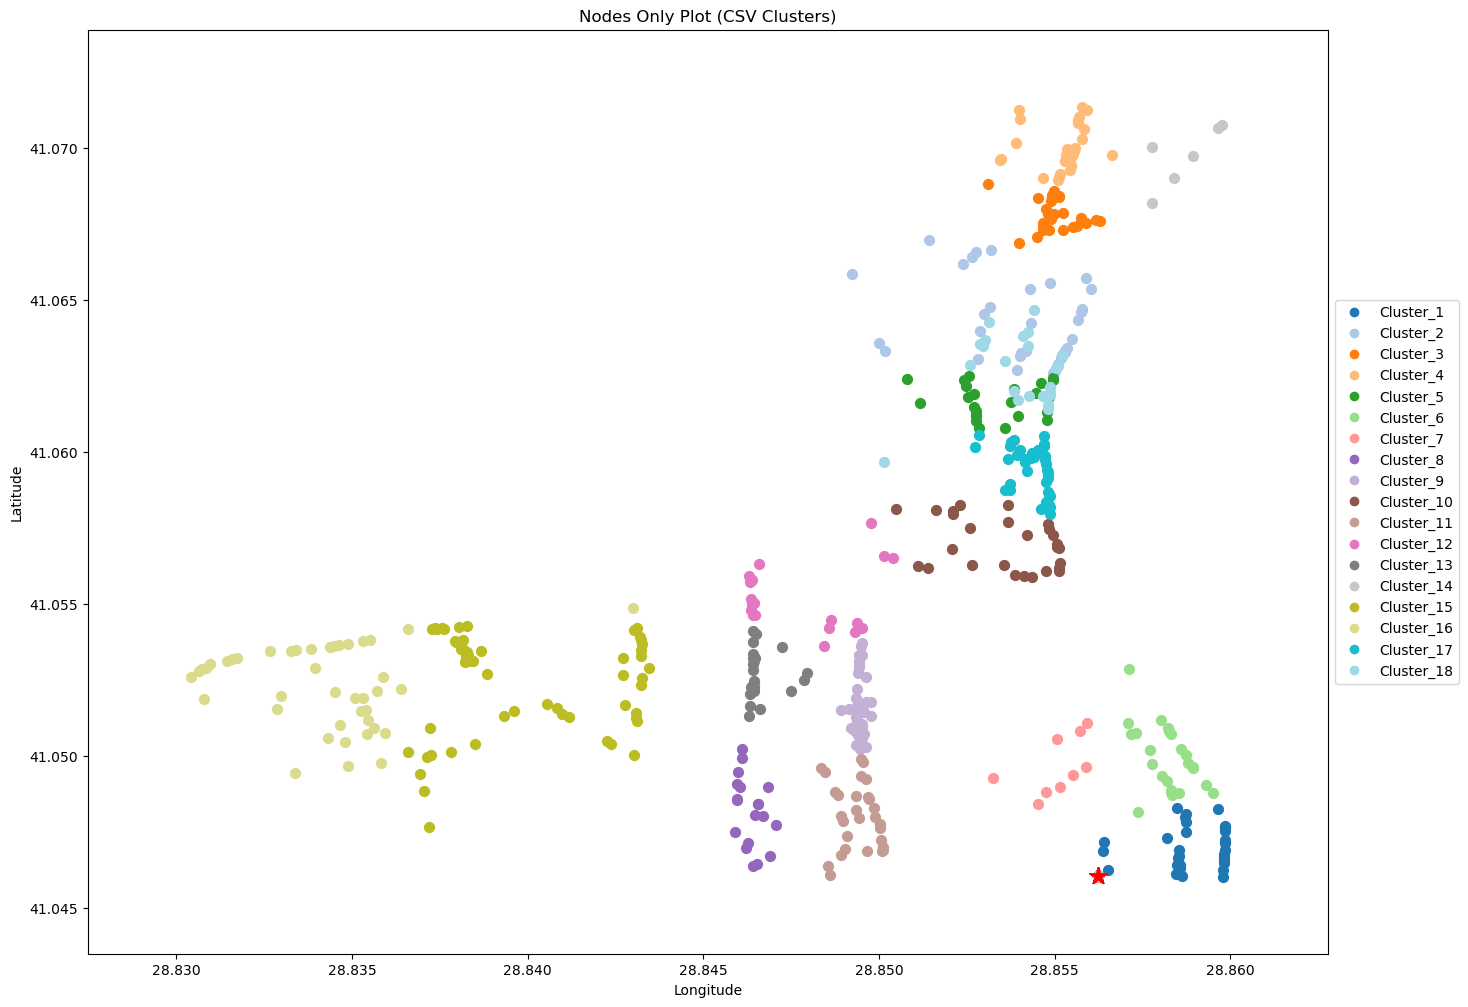 Nodes Only Plot (CSV Clusters)
Latitude
41.070
41.065
41.060
41.055
41.050
41.045
28.830
28.835
28.840
28.845
28.850
28.855
28.860
Longitude
Cluster_1
Cluster_2
Cluster_3
Cluster_4
Cluster_5
Cluster_6
Cluster_7
Cluster_8
Cluster_9
Cluster_10
Cluster_11
Cluster_12
Cluster_13
Cluster_14
Cluster_15
Cluster_16
Cluster_17
Cluster_18